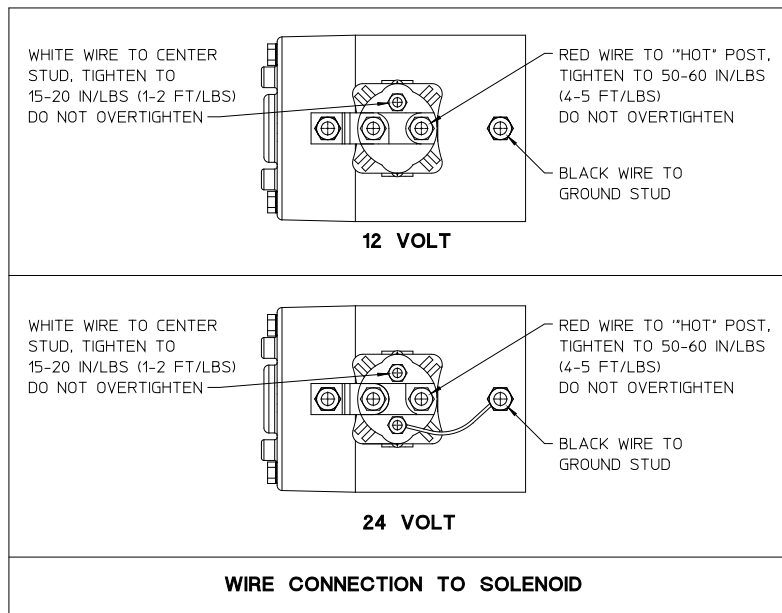 WHITE WIRE TO CENTER
STUD, TIGHTEN TO
15-20 IN/LBS (1-2 FT/LBS)
DO NOT OVERTIGHTEN
RED WIRE TO '"HOT" POST,
TIGHTEN TO 50-60 IN/LBS
(4-5 FT/LBS)
DO NOT OVERTIGHTEN
BLACK WIRE TO
GROUND STUD
12 VOLT
WHITE WIRE TO CENTER
STUD, TIGHTEN TO
15-20 IN/LBS (1-2 FT/LBS)
DO NOT OVERTIGHTEN
RED WIRE TO '"HOT" POST,
TIGHTEN TO 50-60 IN/LBS
(4-5 FT/LBS)
DO NOT OVERTIGHTEN
BLACK WIRE TO
GROUND STUD
24 VOLT
WIRE CONNECTION TO SOLENOID